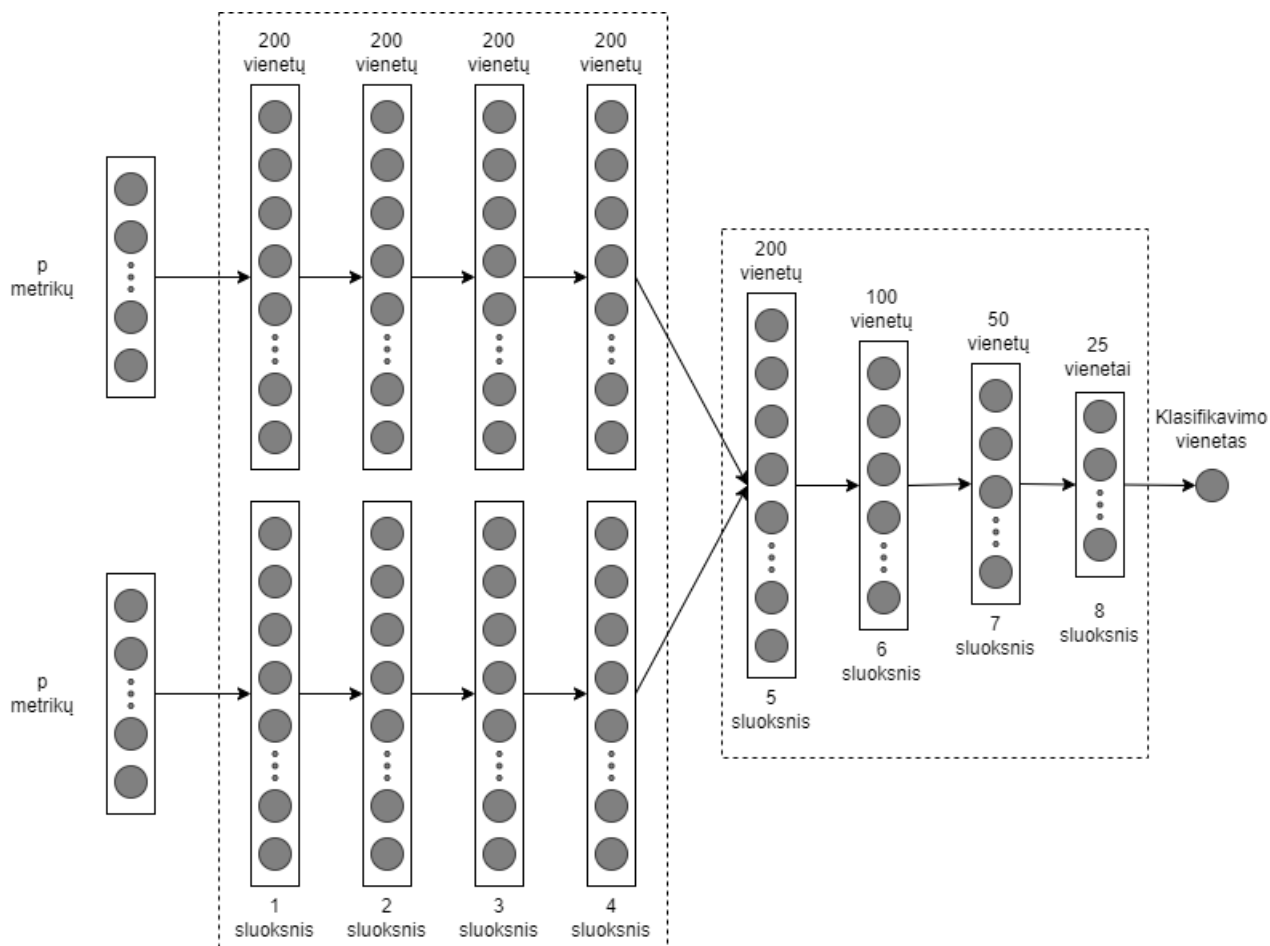 200
vienetų
200
vienetų
200
vienetų
200
vienetų
p
metrikų
200
vienetų
100
vienetų
50
vienetų
25
vienetai
Klasifikavimo
vienetas
p
metrikų
5
sluoksnis
6
sluoksnis
7
sluoksnis
8
sluoksnis
1
sluoksnis
2
sluoksnis
3
sluoksnis
4
sluoksnis